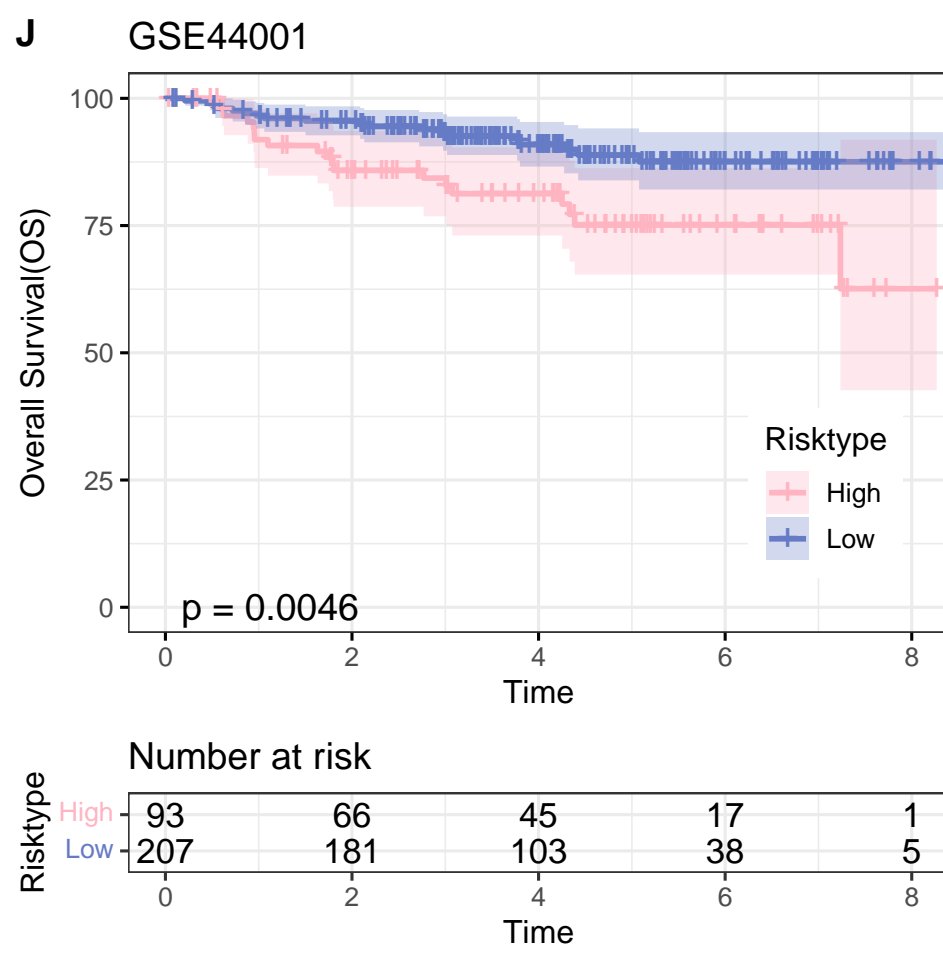 J GSE44001
Overall Survival(OS)
100
75
50
25
0
p = 0.0046
Risktype
High
Low
0 2 4 6 8
Time
Number at risk
Risktype
High 93 66 45 17 1
Low 207 181 103 38 5
0 2 4 6 8
Time